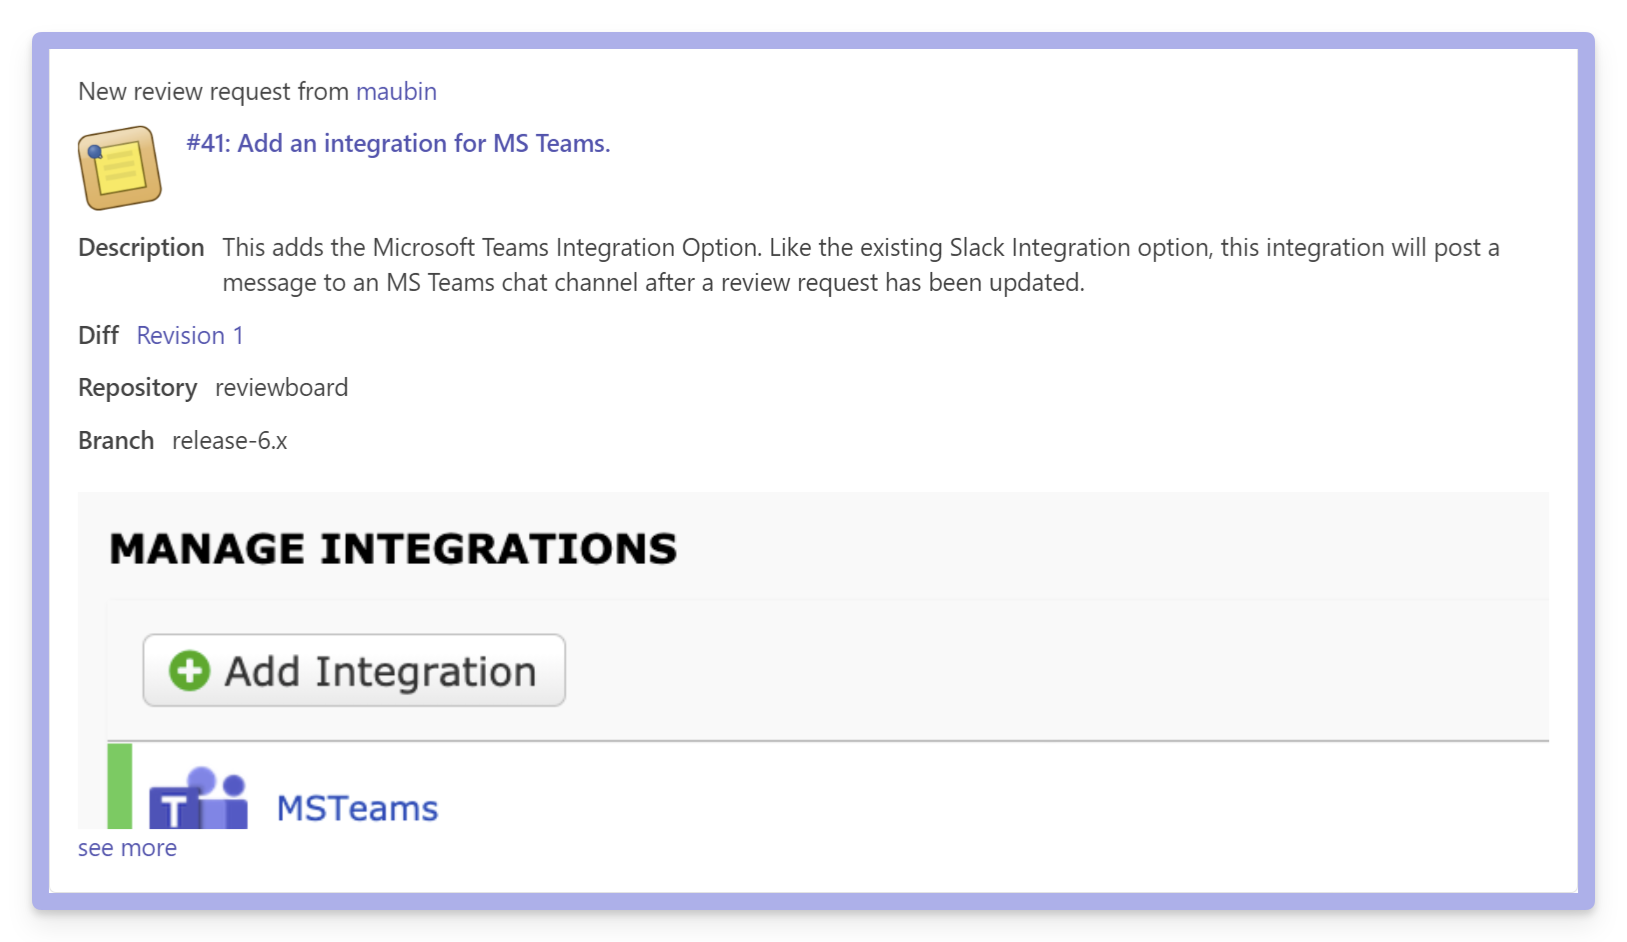 New review request from maubin
#41: Add an integration for MS Teams.
Description This adds the Microsoft Teams Integration Option. Like the existing Slack Integration option, this integration will post a
message to an MS Teams chat channel after a review request has been updated.
Diff Revision 1
Repository reviewboard
Branch release-6.x
MANAGE INTEGRATIONS
Add Integration
T MSTeams
see more